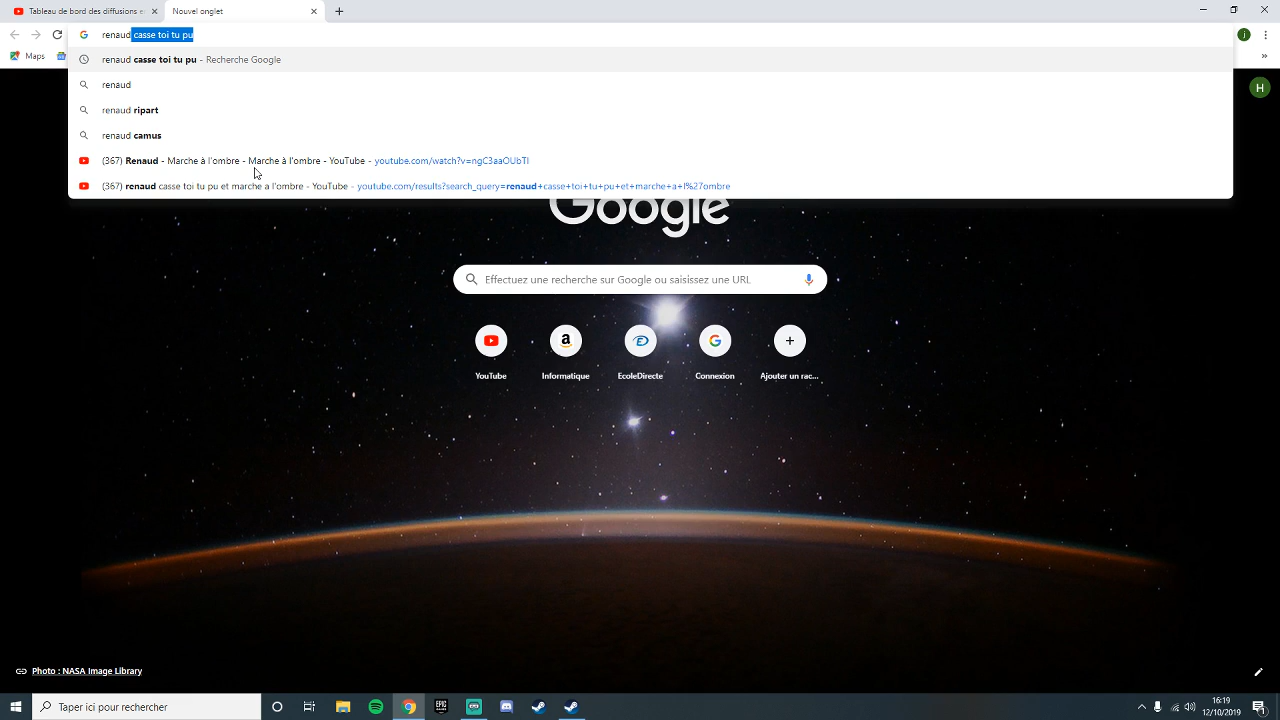 Tableau de bord des diffusions e
Nouvel onglet
renaud casse toi tu pu
Maps
renaud casse toi tu pu - Recherche Google
renaud
renaud ripart
renaud camus
(367) Renaud - Marche à l'ombre - Marche à l'ombre - YouTube - youtube.com/watch?v=ngC3aaOUbTI
(367) renaud casse toi tu pu et marche a l'ombre - YouTube - youtube.com/results?search_query=renaud+casse+toi+tu+pu+et+marche+a+l%27ombre
j
H
Google
Effectuez une recherche sur Google ou saisissez une URL
YouTube
Informatique
EcoleDirecte
Connexion
Ajouter un rac...
Photo : NASA Image Library
Taper ici pour rechercher
EPIC GAMES
16:19
12/10/2019